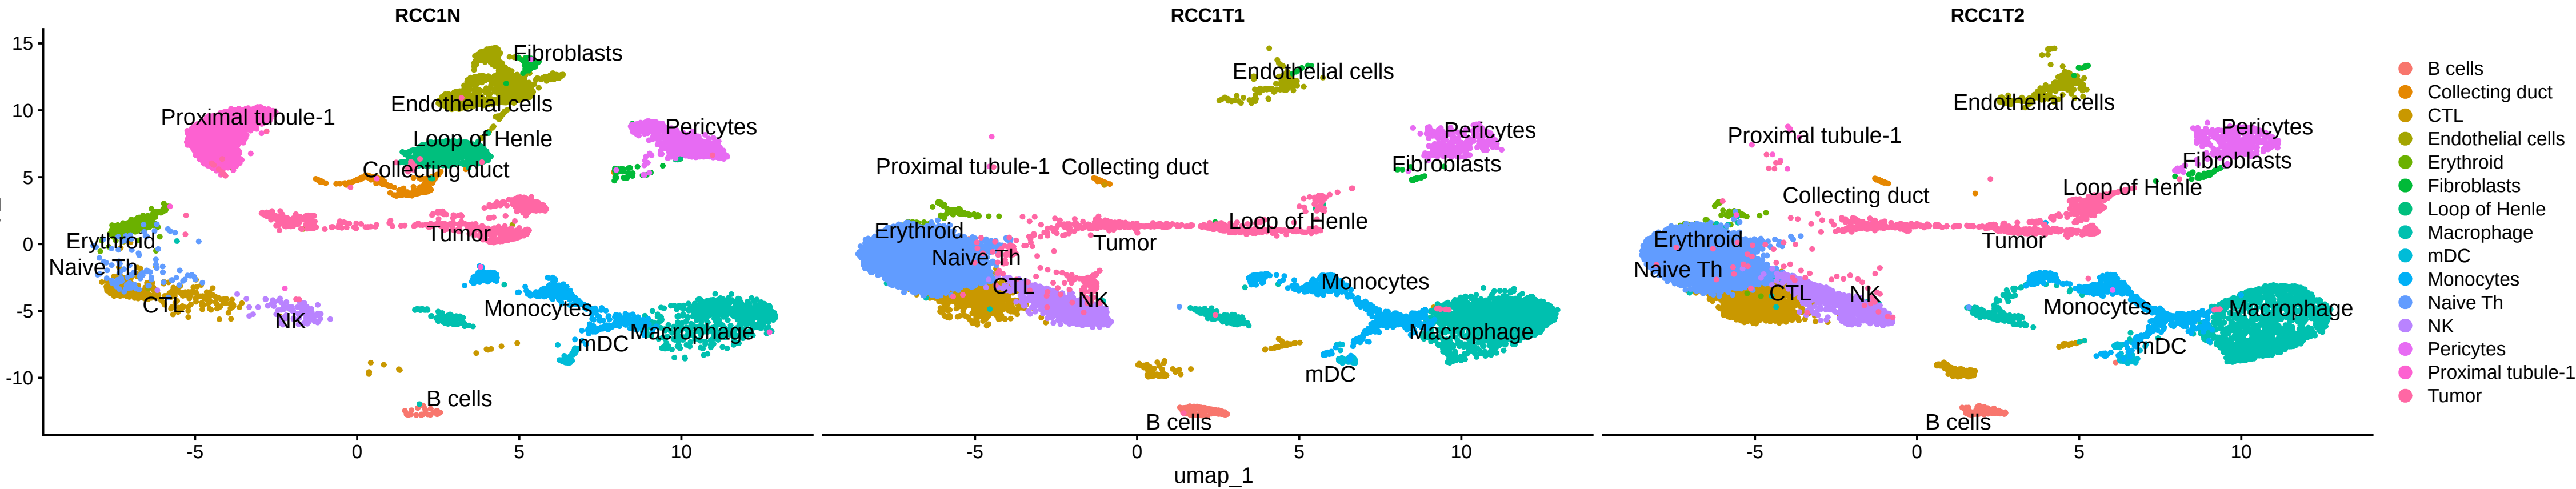 RCC1N
RCC1T1
RCC1T2
15
10
5
0
-5
-10
Fibroblasts
Proximal tubule-1
Endothelial cells
Loop of Henle
Pericytes
Collecting duct
Tumor
Erythroid
Naive Th
CTL
NK
Monocytes
Macrophage
mDC
B cells
-5
0
5
10
Endothelial cells
Pericytes
Fibroblasts
Proximal tubule-1
Collecting duct
Loop of Henle
Tumor
Erythroid
Naive Th
CTL
NK
Monocytes
Macrophage
mDC
B cells
-5
0
5
10
Endothelial cells
Proximal tubule-1
Pericytes
Fibroblasts
Collecting duct
Loop of Henle
Tumor
Erythroid
Naive Th
CTL
NK
Monocytes
Macrophage
mDC
B cells
-5
0
5
10
umap_1
B cells
Collecting duct
CTL
Endothelial cells
Erythroid
Fibroblasts
Loop of Henle
Macrophage
mDC
Monocytes
Naive Th
NK
Pericytes
Proximal tubule-1
Tumor